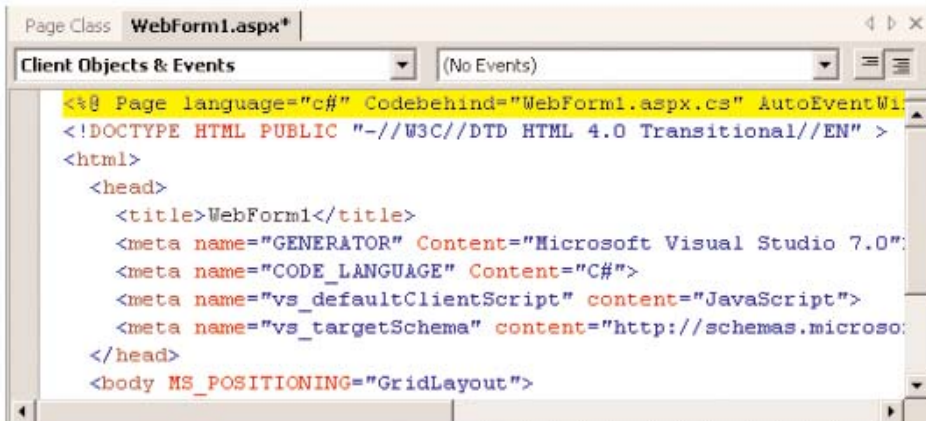 Page Class WebForm1.aspx*
Client Objects & Events (No Events)
<%@ Page language="c#" Codebehind="WebForm1.aspx.cs" AutoEventWi
<!DOCTYPE HTML PUBLIC "-//W3C//DTD HTML 4.0 Transitional//EN" >
<html>
<head>
<title>WebForm1</title>
<meta name="GENERATOR" Content="Microsoft Visual Studio 7.0"
<meta name="CODE_LANGUAGE" Content="C#">
<meta name="vs_defaultClientScript" content="JavaScript">
<meta name="vs_targetSchema" content="http://schemas.microso
</head>
<body MS_POSITIONING="GridLayout">